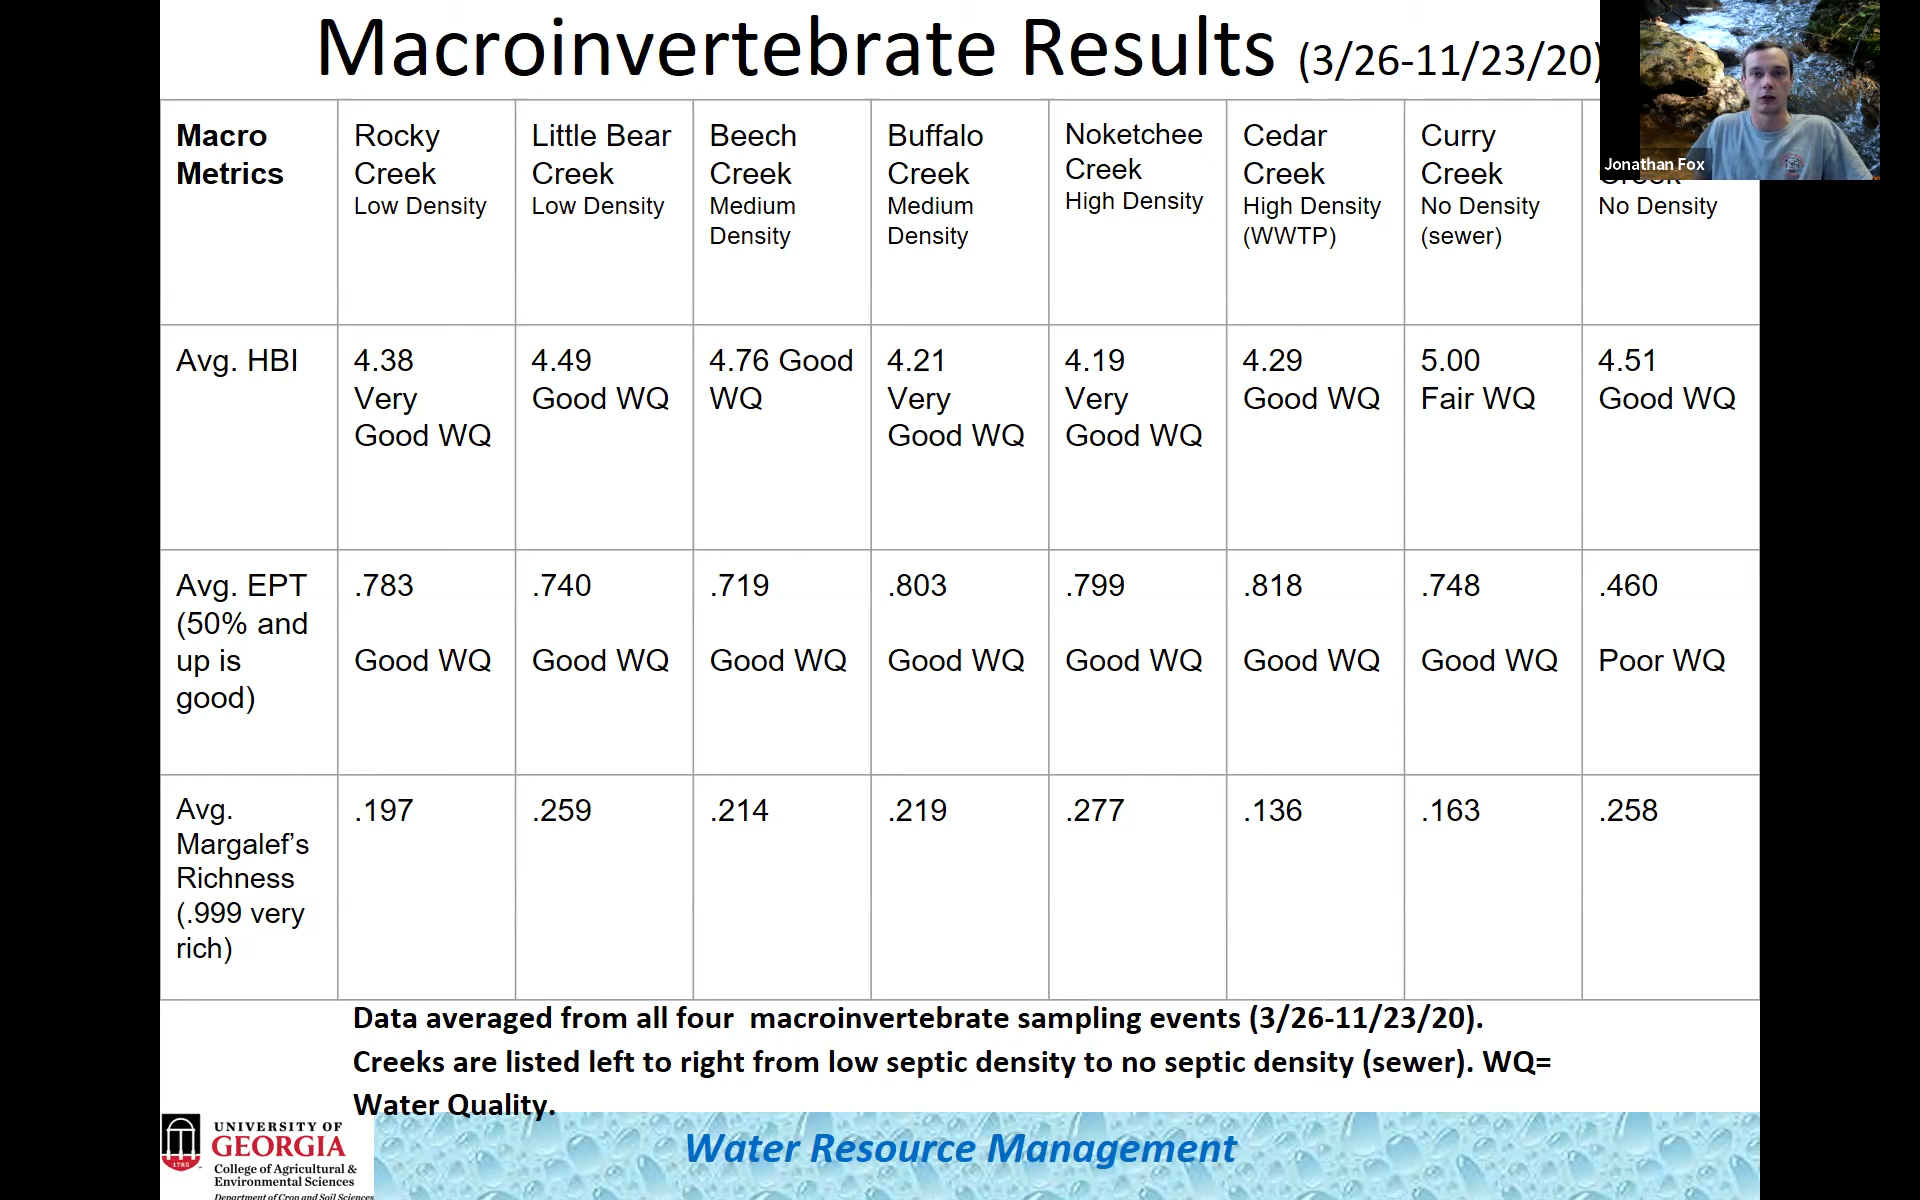 Macroinvertebrate Results (3/26-11/23/20)
Jonathan Fox
Macro
Metrics
Rocky
Creek
Low Density
Little Bear
Creek
Low Density
Beech
Creek
Medium
Density
Buffalo
Creek
Medium
Density
Noketchee
Creek
High Density
Cedar
Creek
High Density
(WWTP)
Curry
Creek
No Density
(sewer)
Creek
No Density
Avg. HBI
4.38
Very
Good WQ
4.49
Good WQ
4.76 Good
WQ
4.21
Very
Good WQ
4.19
Very
Good WQ
4.29
Good WQ
5.00
Fair WQ
4.51
Good WQ
Avg. EPT
(50% and
up is
good)
.783
Good WQ
.740
Good WQ
.719
Good WQ
.803
Good WQ
.799
Good WQ
.818
Good WQ
.748
Good WQ
.460
Poor WQ
Avg.
Margalef’s
Richness
(.999 very
rich)
.197
.259
.214
.219
.277
.136
.163
.258
Data averaged from all four  macroinvertebrate sampling events (3/26-11/23/20).
Creeks are listed left to right from low septic density to no septic density (sewer). WQ=
Water Quality.
1785
UNIVERSITY OF
GEORGIA
College of Agricultural &
Environmental Sciences
Department of Crop and Soil Sciences
Water Resource Management